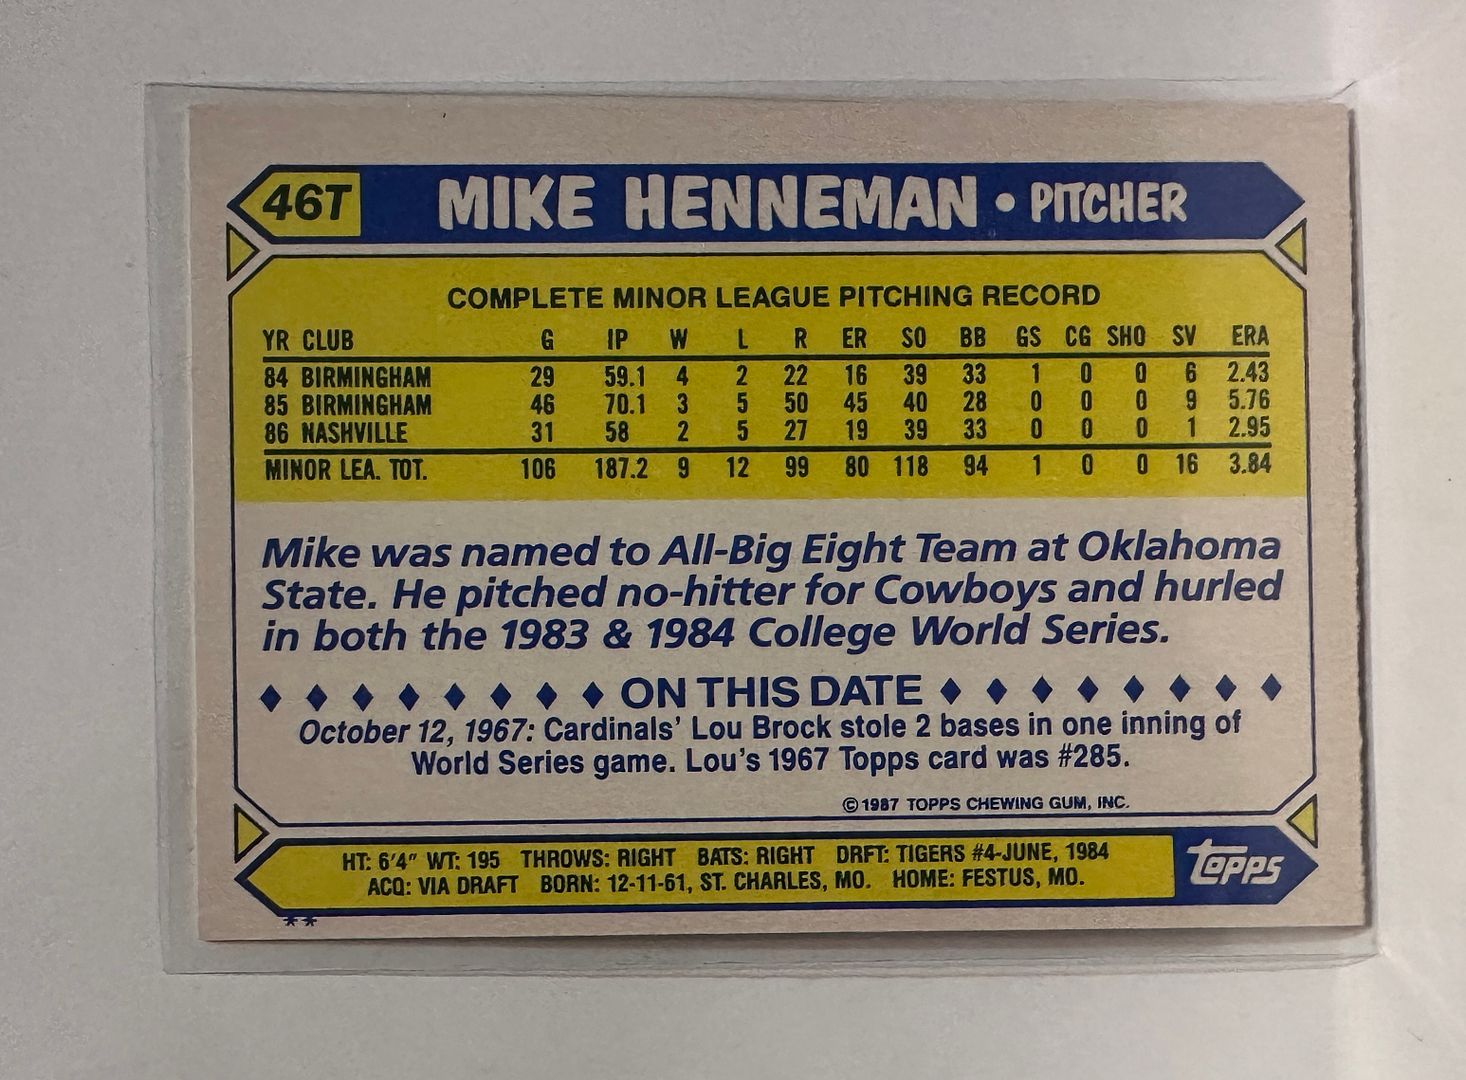 46T MIKE HENNEMAN • PITCHER
COMPLETE MINOR LEAGUE PITCHING RECORD
YR CLUB G IP W L R ER SO BB GS CG SHO SV ERA
84 BIRMINGHAM 29 59.1 4 2 22 16 39 33 1 0 0 6 2.43
85 BIRMINGHAM 46 70.1 3 5 50 45 40 28 0 0 0 9 5.76
86 NASHVILLE 31 58 2 5 27 19 39 33 0 0 0 1 2.95
MINOR LEA. TOT. 106 187.2 9 12 99 80 118 94 1 0 0 16 3.84
Mike was named to All-Big Eight Team at Oklahoma
State. He pitched no-hitter for Cowboys and hurled
in both the 1983 & 1984 College World Series.
ON THIS DATE
October 12, 1967: Cardinals' Lou Brock stole 2 bases in one inning of
World Series game. Lou's 1967 Topps card was #285.
© 1987 TOPPS CHEWING GUM, INC.
HT: 6'4" WT: 195 THROWS: RIGHT BATS: RIGHT DRFT: TIGERS #4-JUNE, 1984
ACQ: VIA DRAFT BORN: 12-11-61, ST. CHARLES, MO. HOME: FESTUS, MO.
topps
**